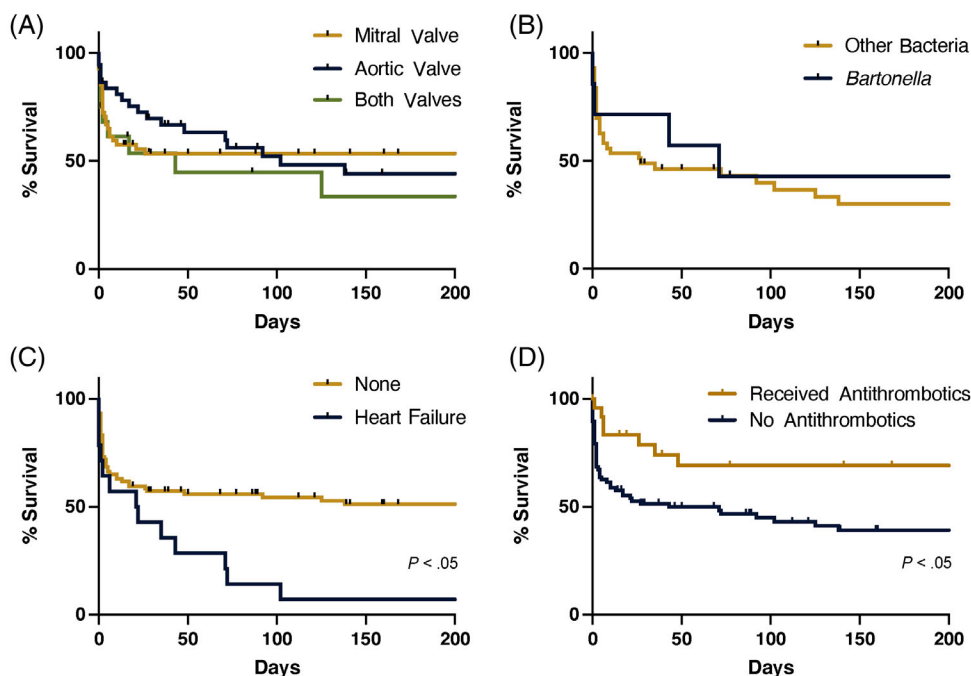 (A)
Mitral Valve
Aortic Valve
Both Valves
100
50
0
% Survival
0 50 100 150 200
Days
(B)
Other Bacteria
Bartonella
100
50
0
% Survival
0 50 100 150 200
Days
(C)
None
Heart Failure
100
50
0
% Survival
P < .05
0 50 100 150 200
Days
(D)
Received Antithrombotics
No Antithrombotics
100
50
0
% Survival
P < .05
0 50 100 150 200
Days